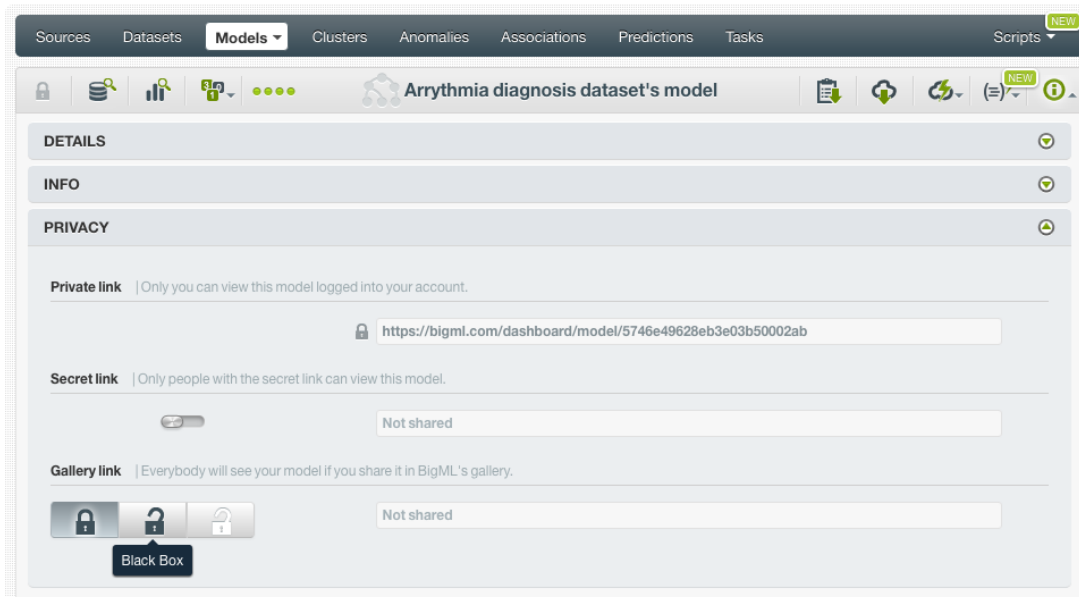 NEW
Sources Datasets Models Clusters Anomalies Associations Predictions Tasks Scripts
Arrythmia diagnosis dataset's model NEW
DETAILS
INFO
PRIVACY
Private link | Only you can view this model logged into your account.
https://bigml.com/dashboard/model/5746e49628eb3e03b50002ab
Secret link | Only people with the secret link can view this model.
Not shared
Gallery link | Everybody will see your model if you share it in BigML's gallery.
Not shared
Black Box